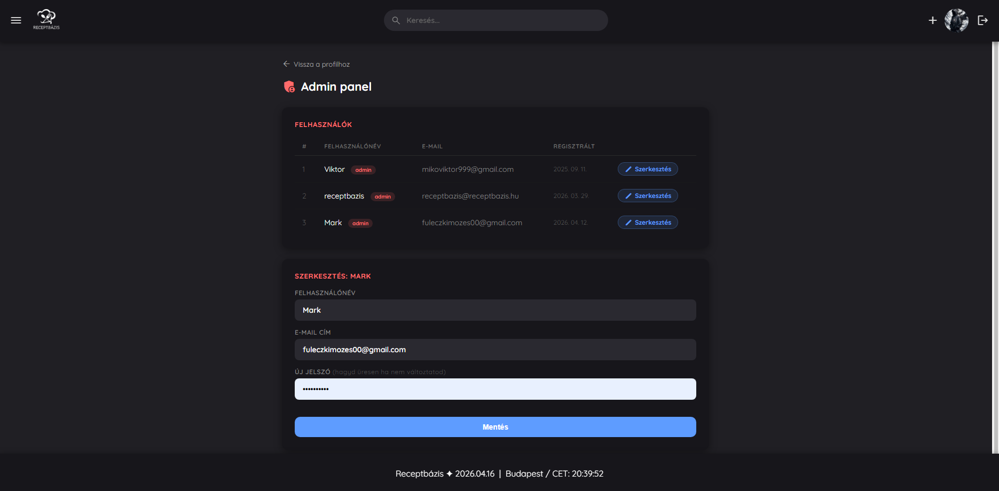 RECEPTBÁZIS
Keresés...
Vissza a profilhoz
Admin panel
FELHASZNÁLÓK
# FELHASZNÁLÓNÉV E-MAIL REGISZTRÁLT
1 Viktor admin mikoviktor999@gmail.com 2025. 09. 11. Szerkesztés
2 receptbazis admin receptbazis@receptbazis.hu 2026. 03. 29. Szerkesztés
3 Mark admin fuleczkimozes00@gmail.com 2026. 04. 12. Szerkesztés
SZERKESZTÉS: MARK
FELHASZNÁLÓNÉV
Mark
E-MAIL CÍM
fuleczkimozes00@gmail.com
ÚJ JELSZÓ (hagyd üresen ha nem változtatod)
••••••••••
Mentés
Receptbázis ✦ 2026.04.16 | Budapest / CET: 20:39:52